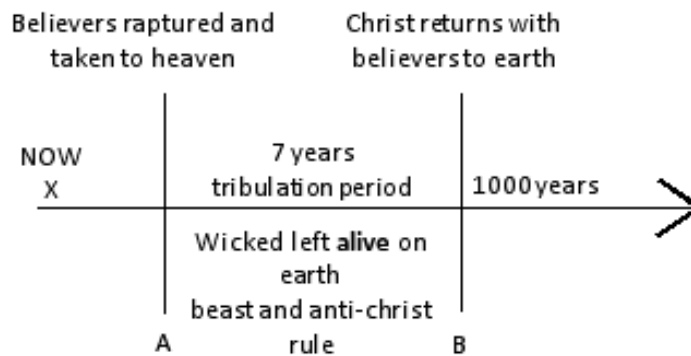 Believers raptured and
taken to heaven
Christ returns with
believers to earth
NOW
X
7 years
tribulation period
1000 years
Wicked left alive on
earth
beast and anti-christ
rule
A
B